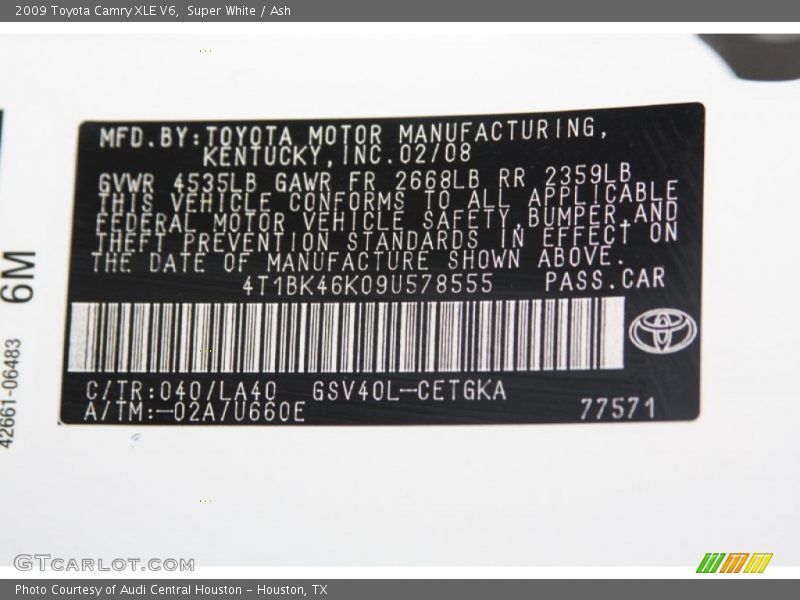 2009 Toyota Camry XLE V6, Super White / Ash
MFD.BY:TOYOTA MOTOR MANUFACTURING,
KENTUCKY,INC.02/08
GVWR 4535LB GAWR FR 2668LB RR 2359LB
THIS VEHICLE CONFORMS TO ALL APPLICABLE
FEDERAL MOTOR VEHICLE SAFETY,BUMPER,AND
THEFT PREVENTION STANDARDS IN EFFECT ON
THE DATE OF MANUFACTURE SHOWN ABOVE.
4T1BK46K09U578555 PASS.CAR
C/TR:040/LA40 GSV40L-CETGKA
A/TM:-02A/U660E 77571
42661-06483 6M
GTCARLOT.COM
Photo Courtesy of Audi Central Houston - Houston, TX